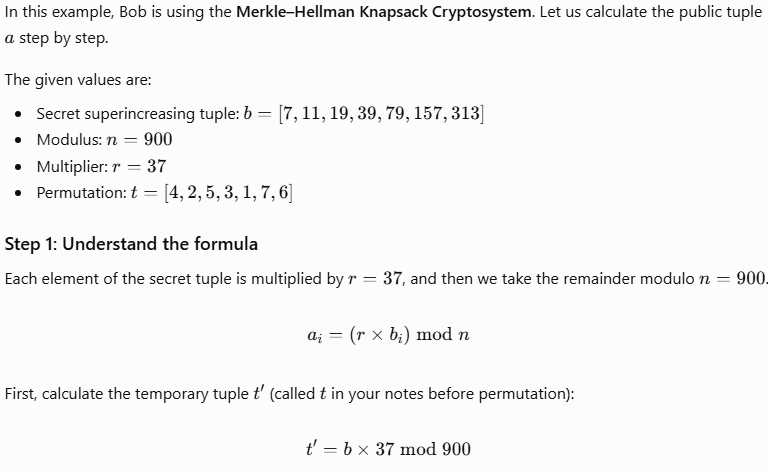 In this example, Bob is using the Merkle–Hellman Knapsack Cryptosystem. Let us calculate the public tuple
a step by step.
The given values are:
• Secret superincreasing tuple: b = [7, 11, 19, 39, 79, 157, 313]
• Modulus: n = 900
• Multiplier: r = 37
• Permutation: t = [4, 2, 5, 3, 1, 7, 6]
Step 1: Understand the formula
Each element of the secret tuple is multiplied by r = 37, and then we take the remainder modulo n = 900.
aᵢ = (r × bᵢ) mod n
First, calculate the temporary tuple t′ (called t in your notes before permutation):
t′ = b × 37 mod 900